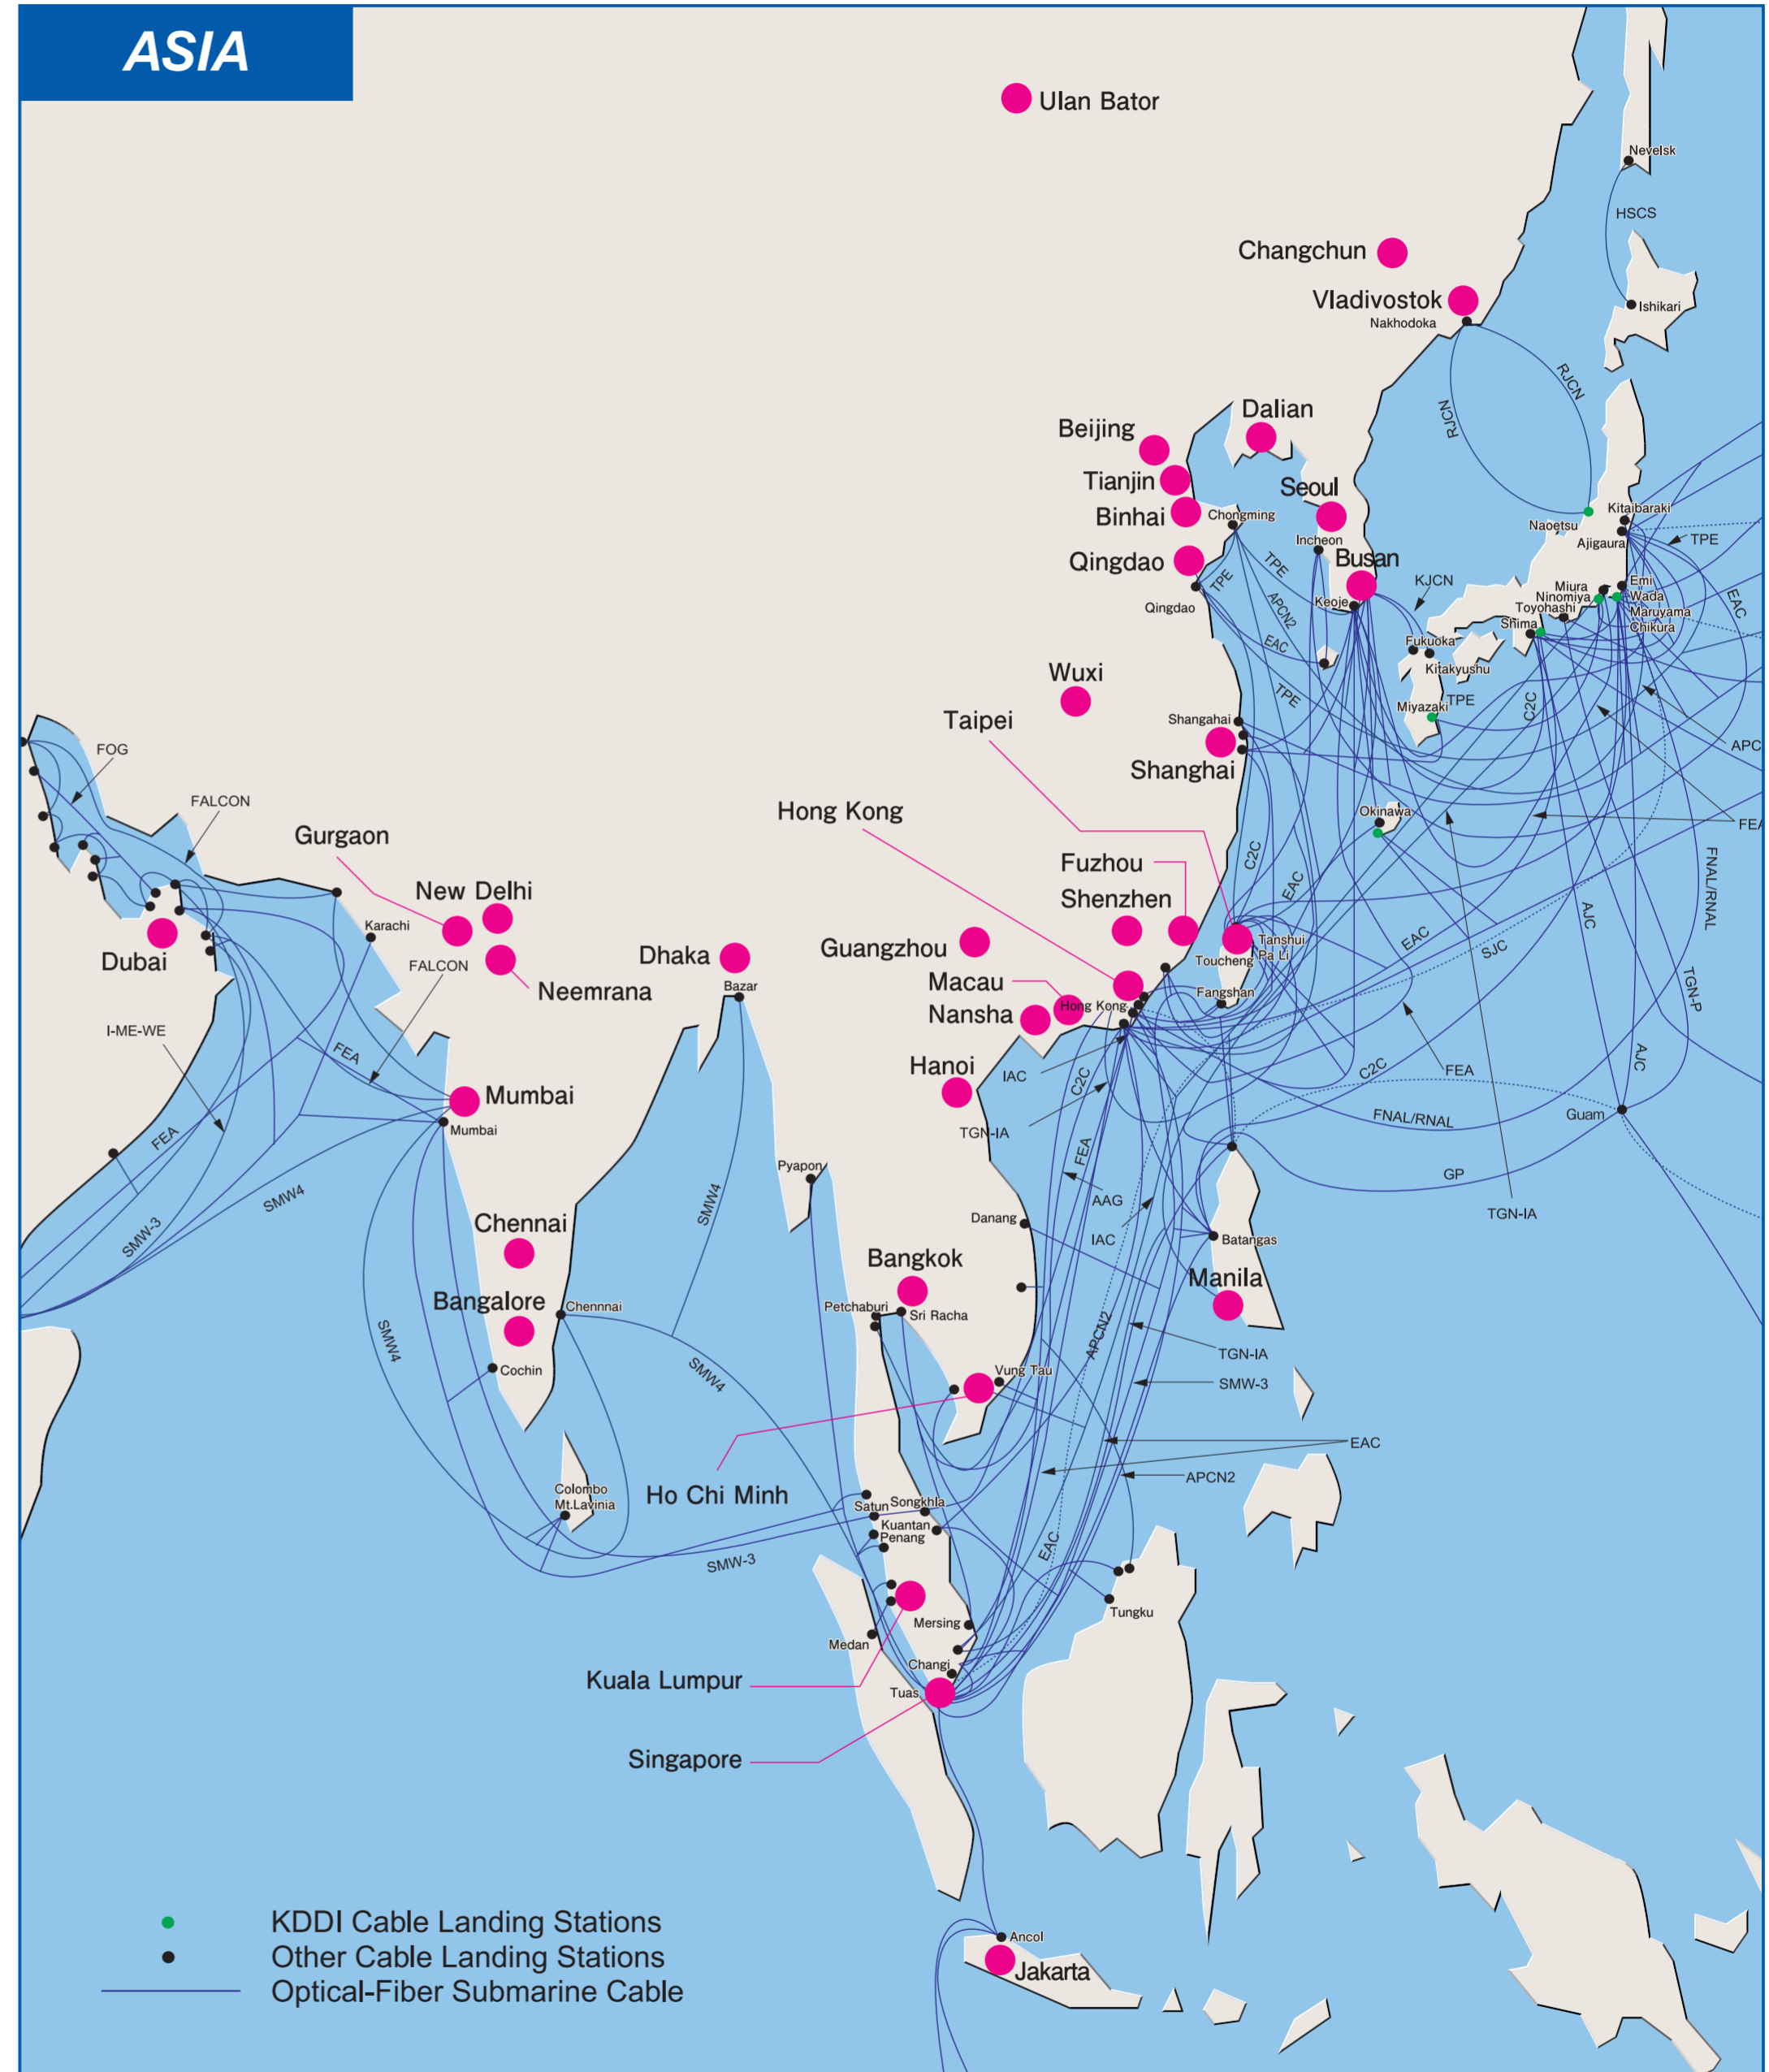 ASIA
Ulan Bator
Nevelsk
HSCS
Changchun
Vladivostok
Nakhodoka
Ishikari
RJCN
RJCN
Dalian
Beijing
Tianjin
Seoul
Binhai
Chongming
Kitaibaraki
Naoetsu
Incheon
Ajigaura
TPE
Qingdao
Busan
TPE
TPE
KJCN
Miura
Emi
Ninomiya
Wada
Keoje
Toyohashi
Maruyama
EAC
Qingdao
APCN2
Shima
Chikura
EAC
Fukuoka
Kitakyushu
Wuxi
TPE
TPE
C2C
Miyazaki
Taipei
Shangahai
APC
Shanghai
FOG
FALCON
Hong Kong
Okinawa
FEA
Gurgaon
Fuzhou
C2C
New Delhi
Shenzhen
EAC
FNAL/RNAL
AJC
Karachi
Guangzhou
Tanshui
EAC
Dubai
Dhaka
Toucheng
Pa Li
SJC
FALCON
Macau
Neemrana
Bazar
Fangshan
TGN-P
Hong Kong
Nansha
I-ME-WE
FEA
IAC
AJC
Hanoi
C2C
C2C
FEA
Mumbai
Guam
Mumbai
TGN-IA
FNAL/RNAL
FEA
FEA
Pyapon
GP
SMW4
SMW4
AAG
TGN-IA
SMW-3
Chennai
Danang
IAC
Batangas
Bangkok
Manila
Bangalore
Chennnai
Petchaburi
Sri Racha
SMW4
APCN2
TGN-IA
Cochin
SMW4
Vung Tau
SMW-3
EAC
Ho Chi Minh
APCN2
Colombo
Mt.Lavinia
Satun
Songkhla
Kuantan
Penang
EAC
SMW-3
Tungku
Mersing
Medan
Changi
Kuala Lumpur
Tuas
Singapore
KDDI Cable Landing Stations
Other Cable Landing Stations
Optical-Fiber Submarine Cable
Ancol
Jakarta